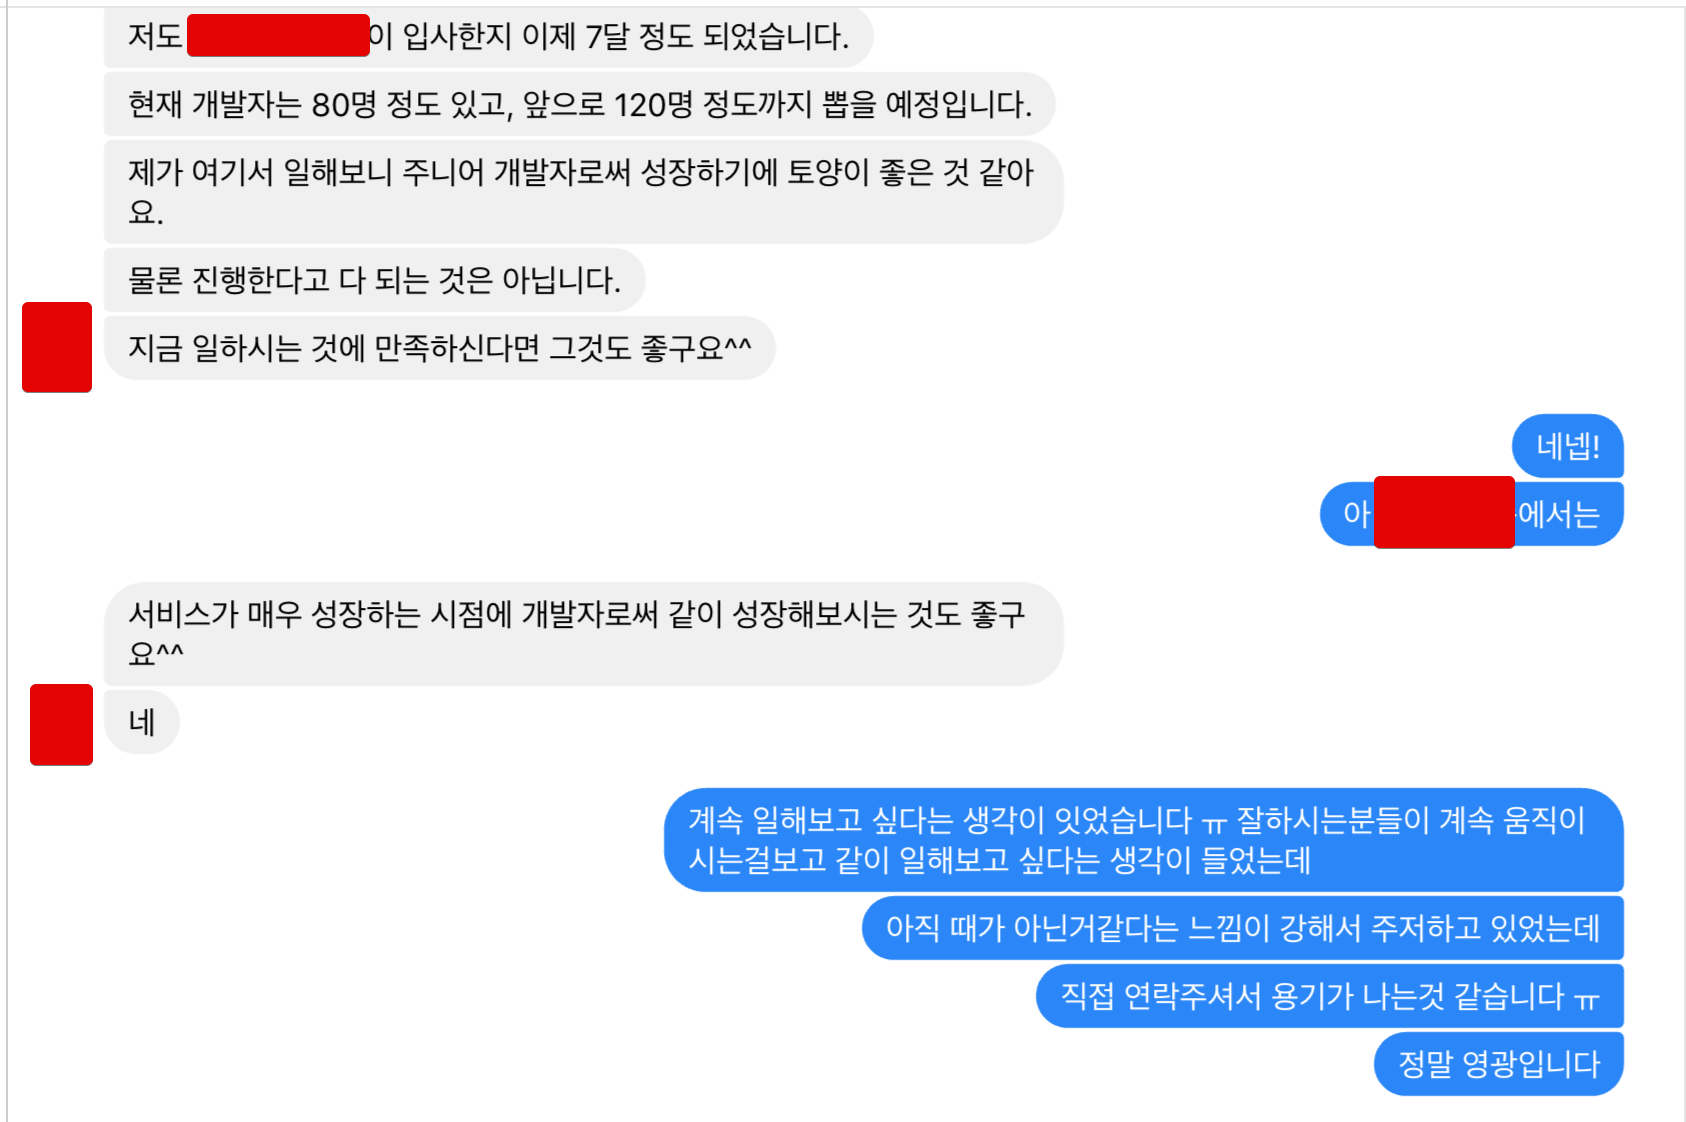 저도 이 입사한지 이제 7달 정도 되었습니다.
현재 개발자는 80명 정도 있고, 앞으로 120명 정도까지 뽑을 예정입니다.
제가 여기서 일해보니 주니어 개발자로써 성장하기에 토양이 좋은 것 같아
요.
물론 진행한다고 다 되는 것은 아닙니다.
지금 일하시는 것에 만족하신다면 그것도 좋구요^^
네넵!
아 에서는
서비스가 매우 성장하는 시점에 개발자로써 같이 성장해보시는 것도 좋구
요^^
네
계속 일해보고 싶다는 생각이 잇었습니다 ㅠ 잘하시는분들이 계속 움직이
시는걸보고 같이 일해보고 싶다는 생각이 들었는데
아직 때가 아닌거같다는 느낌이 강해서 주저하고 있었는데
직접 연락주셔서 용기가 나는것 같습니다 ㅠ
정말 영광입니다